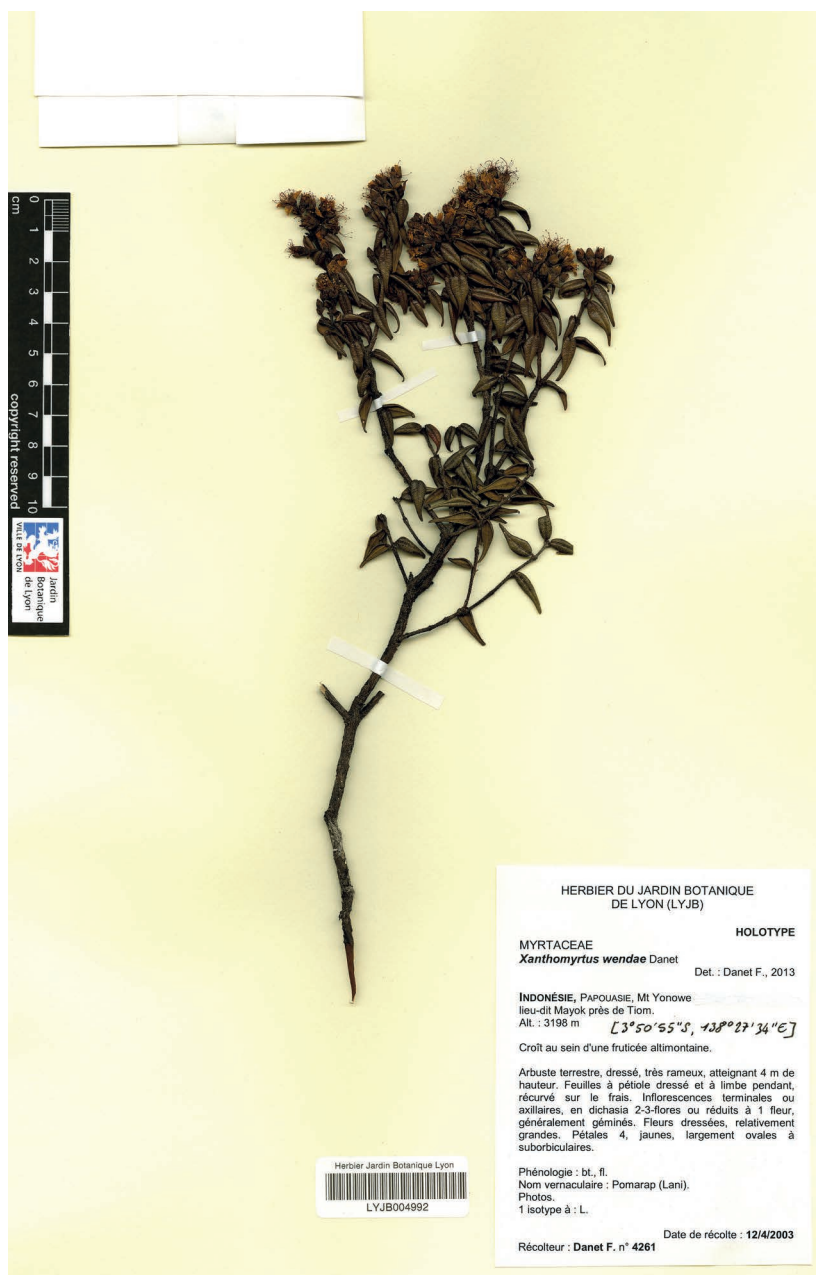 0
cm
1
2
3
4
5
6
7
8
9
10
copyright reserved
VILLE DE LYON
Jardin
Botanique
de Lyon
HERBIER DU JARDIN BOTANIQUE
DE LYON (LYJB)
HOLOTYPE
MYRTACEAE
Xanthomyrtus wendae Danet
Det. : Danet F., 2013
INDONÉSIE, PAPOUASIE, Mt Yonowe
lieu-dit Mayok près de Tiom.
Alt. : 3198 m [3°50'55"S, 138°27'34"E]
Croît au sein d'une fruticée altimontaine.
Arbuste terrestre, dressé, très rameux, atteignant 4 m de
hauteur. Feuilles à pétiole dressé et à limbe pendant,
récurvé sur le frais. Inflorescences terminales ou
axillaires, en dichasia 2-3-flores ou réduits à 1 fleur,
généralement géminés. Fleurs dressées, relativement
grandes. Pétales 4, jaunes, largement ovales à
suborbiculaires.
Phénologie : bt., fl.
Nom vernaculaire : Pomarap (Lani).
Photos.
1 isotype à : L.
Date de récolte : 12/4/2003
Récolteur : Danet F. n° 4261
Herbier Jardin Botanique Lyon
LYJB004992